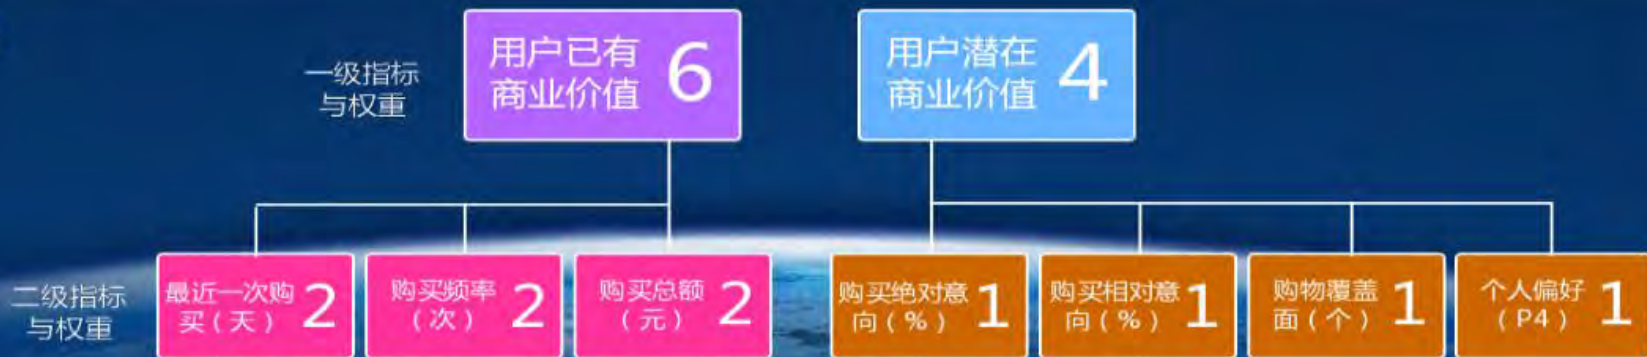 一级指标
与权重
用户已有
商业价值
6
用户潜在
商业价值
4
二级指标
与权重
最近一次购
买（天）
2
购买频率
（次）
2
购买总额
（元）
2
购买绝对意
向（%）
1
购买相对意
向（%）
1
购物覆盖
面（个）
1
个人偏好
（P4）
1